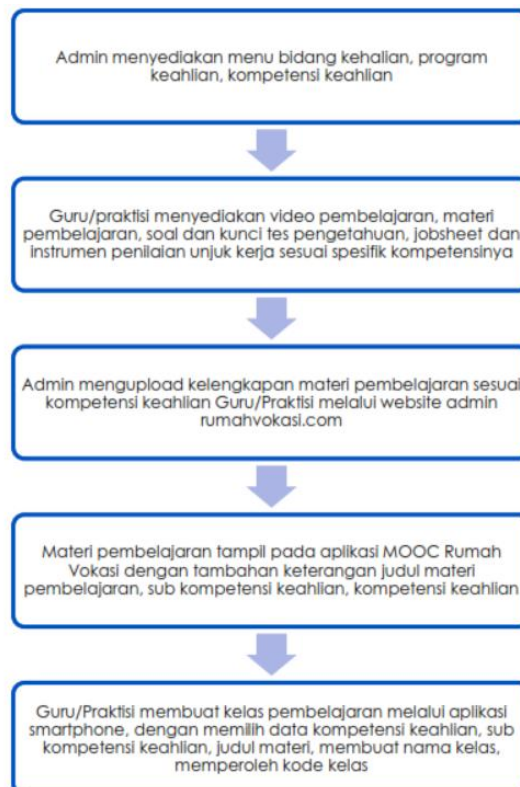 Admin menyediakan menu bidang kehalian, program
keahlian, kompetensi keahlian
Guru/praktisi menyediakan video pembelajaran, materi
pembelajaran, soal dan kunci tes pengetahuan, jobsheet dan
instrumen penilaian unjuk kerja sesuai spesifik kompetensinya
Admin mengupload kelengkapan materi pembelajaran sesuai
kompetensi keahlian Guru/Praktisi melalui website admin
rumahvokasi.com
Materi pembelajaran tampil pada aplikasi MOOC Rumah
Vokasi dengan tambahan keterangan judul materi
pembelajaran, sub kompetensi keahlian, kompetensi keahlian
Guru/Praktisi membuat kelas pembelajaran melalui aplikasi
smartphone, dengan memilih data kompetensi keahlian, sub
kompetensi keahlian, judul materi, membuat nama kelas,
memperoleh kode kelas